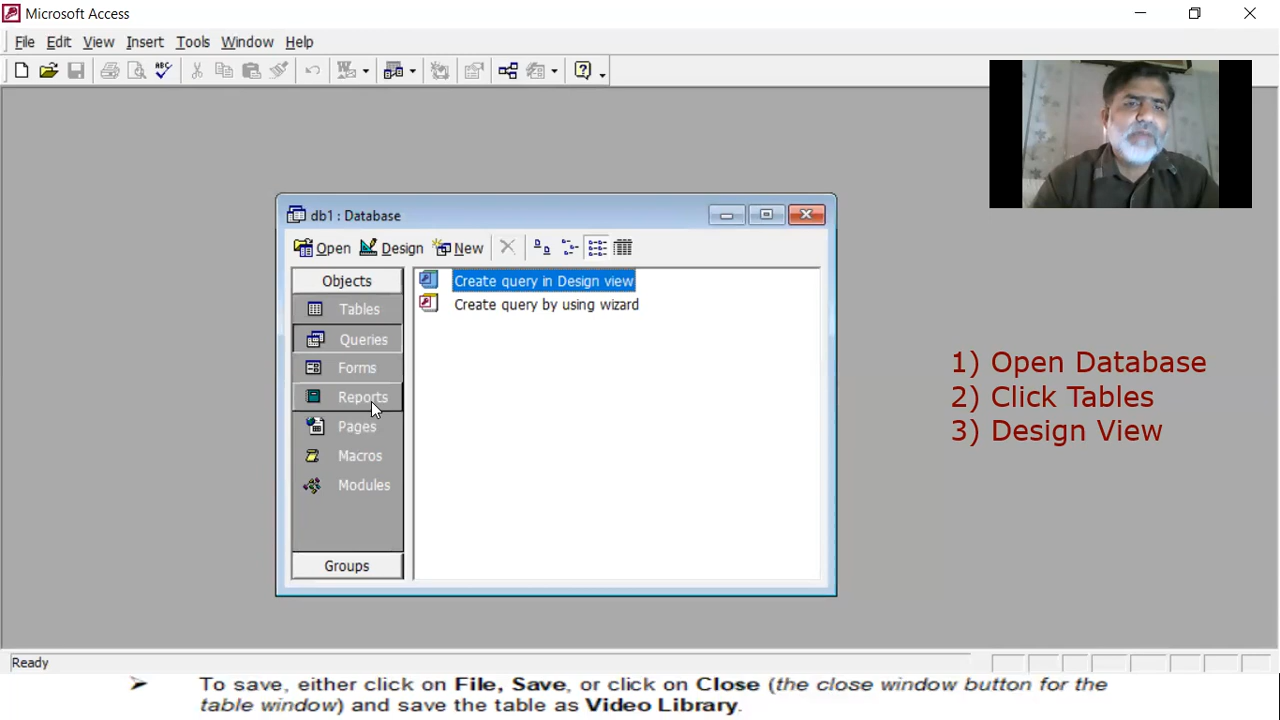 Microsoft Access
File Edit View Insert Tools Window Help
db1 : Database
Open Design New
Objects
Tables
Queries
Forms
Reports
Pages
Macros
Modules
Groups
Create query in Design view
Create query by using wizard
1) Open Database
2) Click Tables
3) Design View
Ready
➤ To save, either click on File, Save, or click on Close (the close window button for the
table window) and save the table as Video Library.